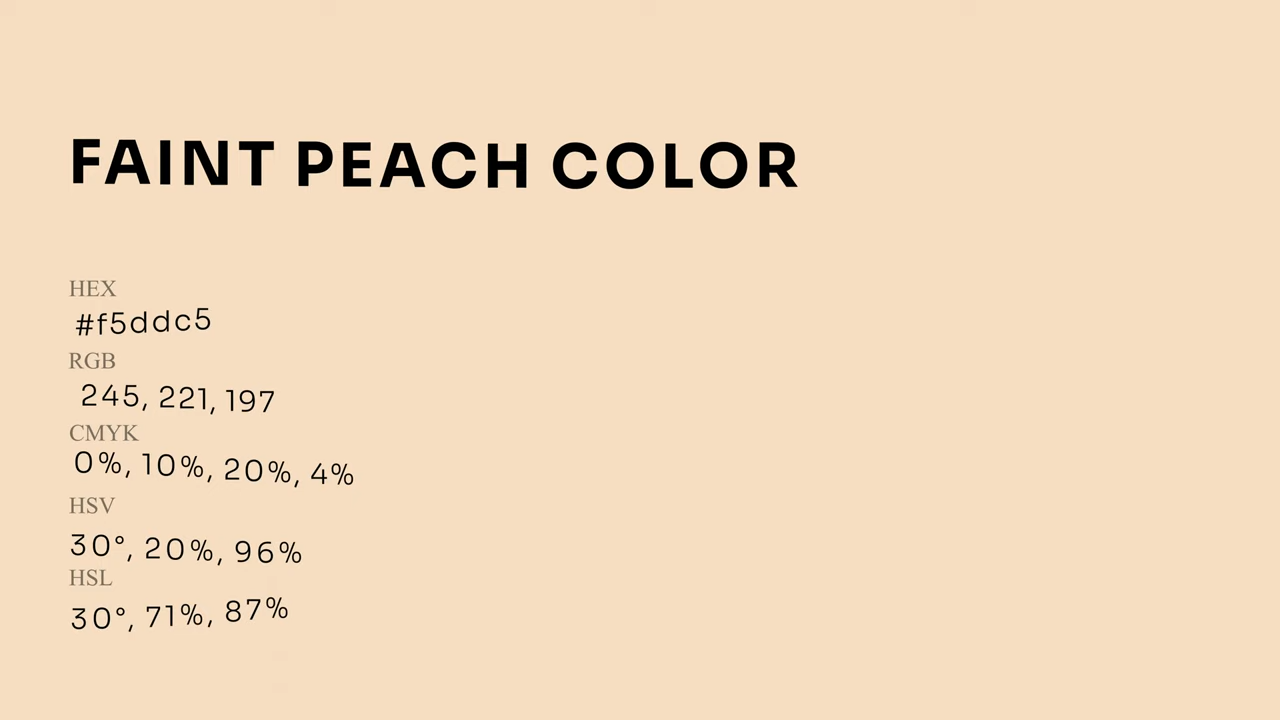 FAINT PEACH COLOR
HEX
#f5ddc5
RGB
245, 221, 197
CMYK
0%, 10%, 20%, 4%
HSV
30°, 20%, 96%
HSL
30°, 71%, 87%